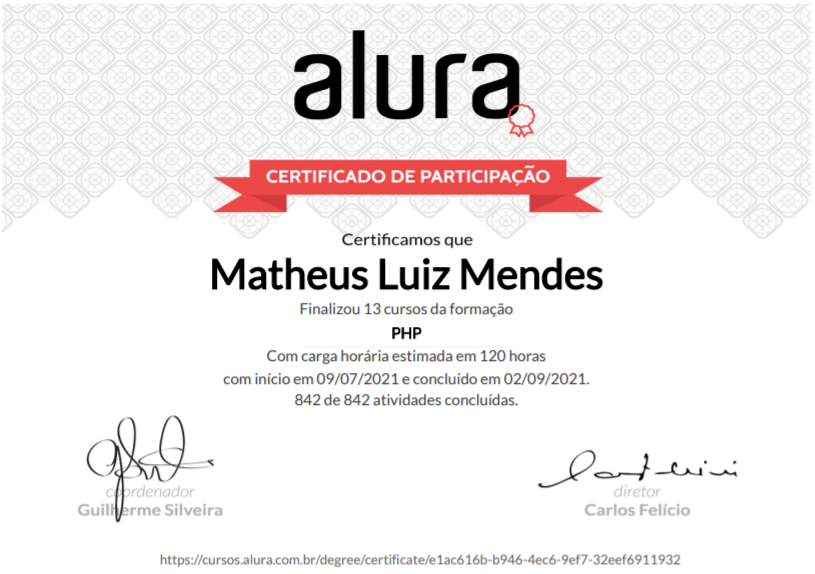 alura
CERTIFICADO DE PARTICIPAÇÃO
Certificamos que
Matheus Luiz Mendes
Finalizou 13 cursos da formação
PHP
Com carga horária estimada em 120 horas
com início em 09/07/2021 e concluído em 02/09/2021.
842 de 842 atividades concluídas.
coordenador
Guilherme Silveira
diretor
Carlos Felício
https://cursos.alura.com.br/degree/certificate/e1ac616b-b946-4ec6-9ef7-32eef6911932